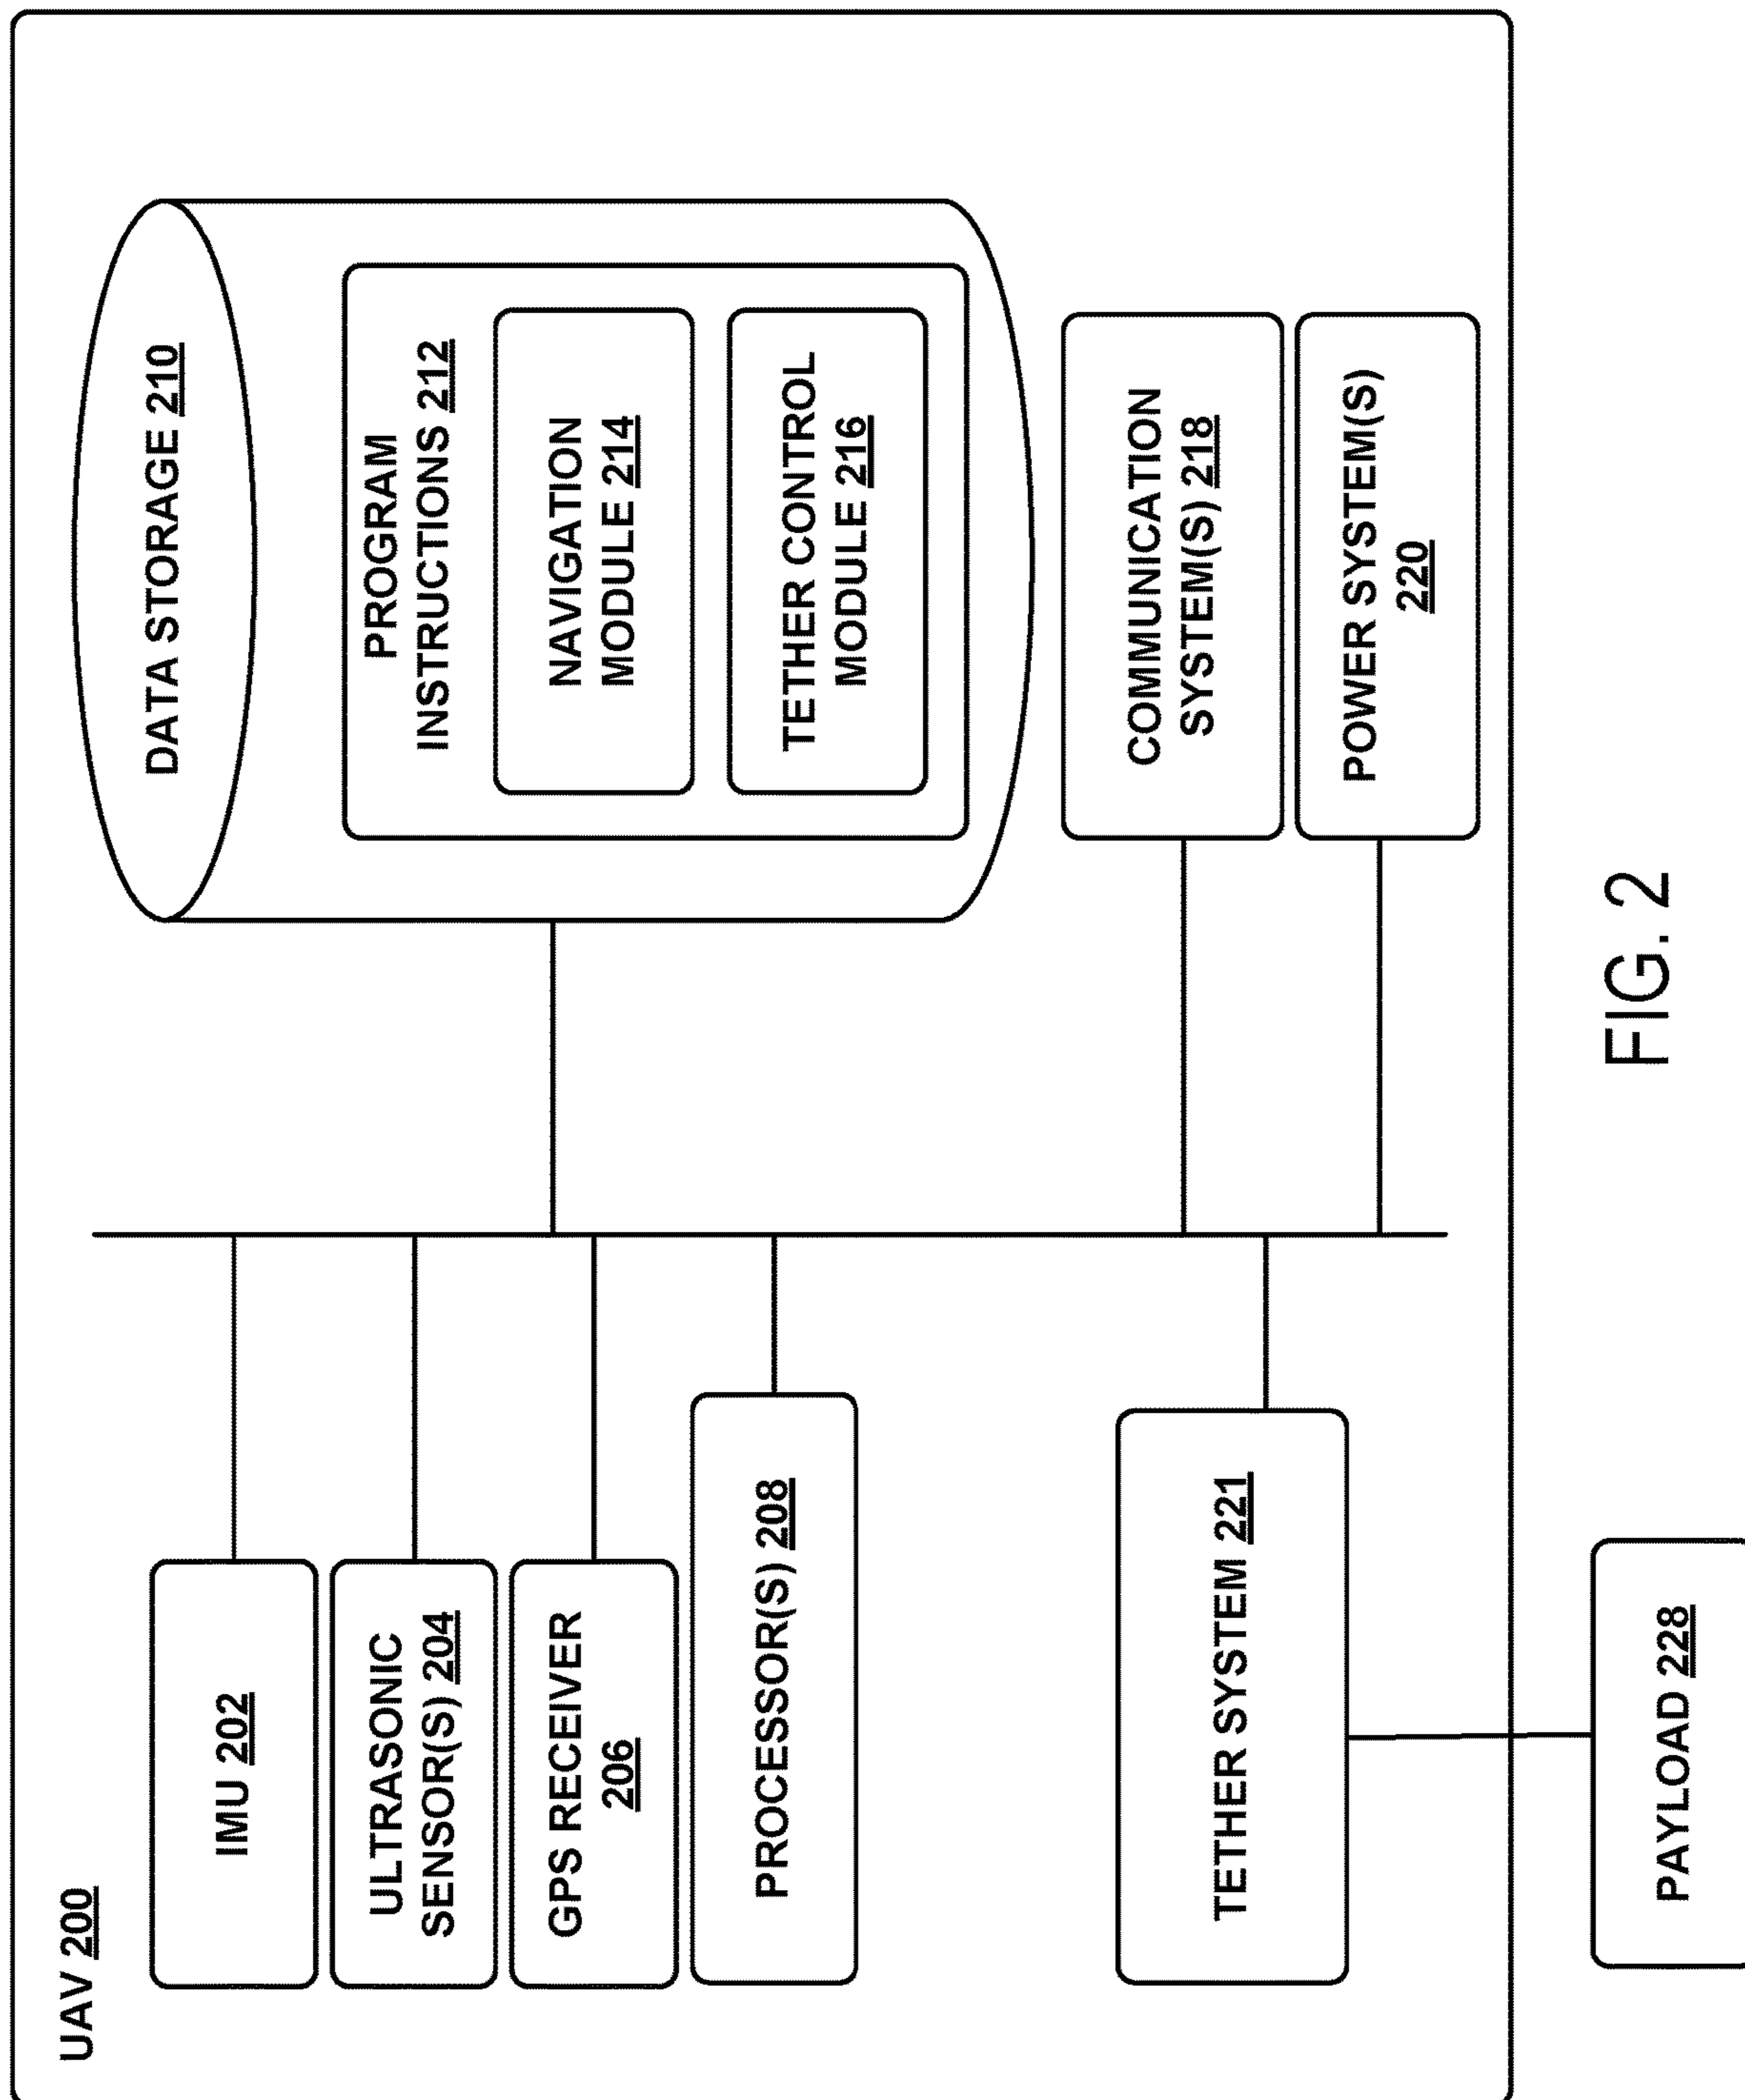 UAV 200
IMU 202
ULTRASONIC
SENSOR(S) 204
GPS RECEIVER
206
PROCESSOR(S) 208
TETHER SYSTEM 221
PAYLOAD 228
DATA STORAGE 210
PROGRAM
INSTRUCTIONS 212
NAVIGATION
MODULE 214
TETHER CONTROL
MODULE 216
COMMUNICATION
SYSTEM(S) 218
POWER SYSTEM(S)
220
FIG. 2